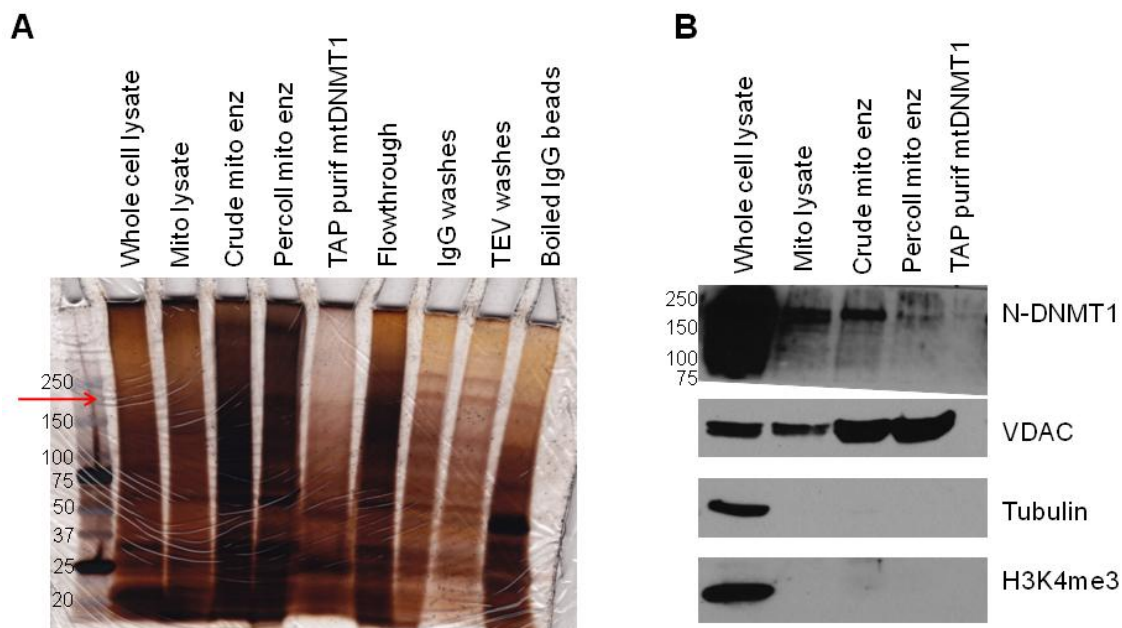 A
Whole cell lysate
Mito lysate
Crude mito enz
Percoll mito enz
TAP purif mtDNMT1
Flowthrough
IgG washes
TEV washes
Boiled IgG beads
250
150
100
75
50
37
25
20
B
Whole cell lysate
Mito lysate
Crude mito enz
Percoll mito enz
TAP purif mtDNMT1
250
150
100
75
N-DNMT1
VDAC
Tubulin
H3K4me3